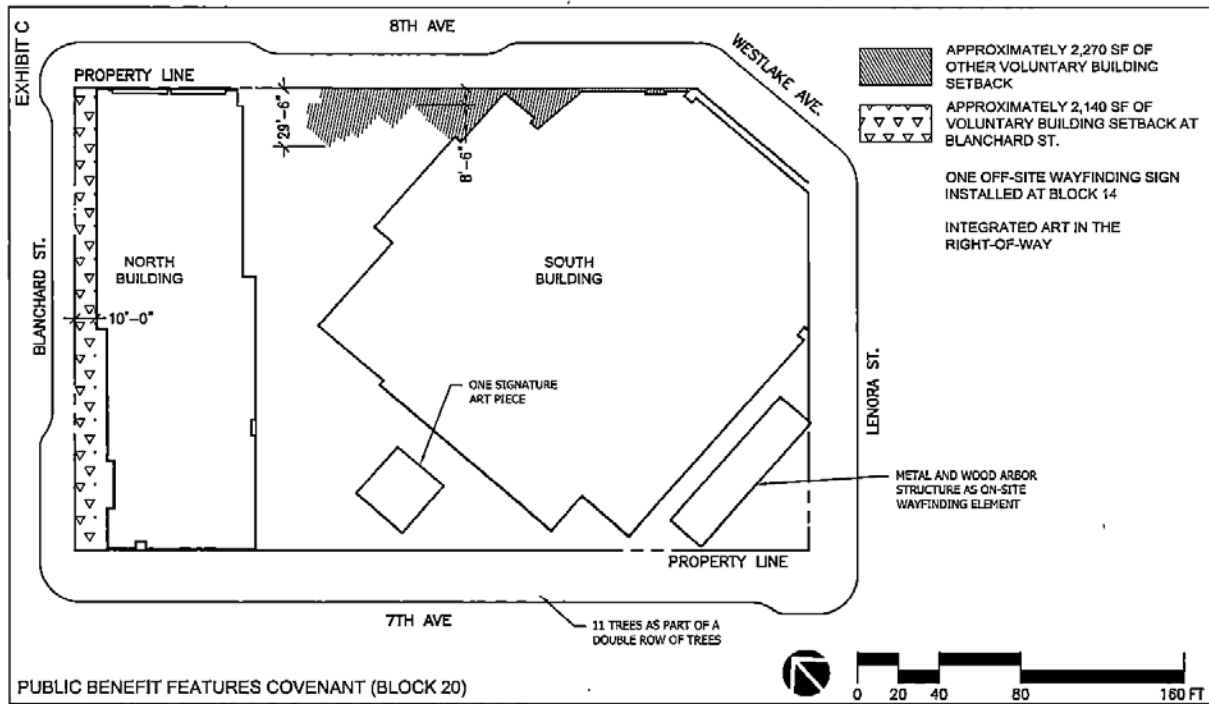 EXHIBIT C
8TH AVE
WESTLAKE AVE.
PROPERTY LINE
29'-6"
8'-6"
APPROXIMATELY 2,270 SF OF
OTHER VOLUNTARY BUILDING
SETBACK
APPROXIMATELY 2,140 SF OF
VOLUNTARY BUILDING SETBACK AT
BLANCHARD ST.
ONE OFF-SITE WAYFINDING SIGN
INSTALLED AT BLOCK 14
INTEGRATED ART IN THE
RIGHT-OF-WAY
NORTH
BUILDING
SOUTH
BUILDING
BLANCHARD ST.
10'-0"
ONE SIGNATURE
ART PIECE
LENORA ST.
METAL AND WOOD ARBOR
STRUCTURE AS ON-SITE
WAYFINDING ELEMENT
PROPERTY LINE
7TH AVE
11 TREES AS PART OF A
DOUBLE ROW OF TREES
PUBLIC BENEFIT FEATURES COVENANT (BLOCK 20)
0 20 40 80 160 FT